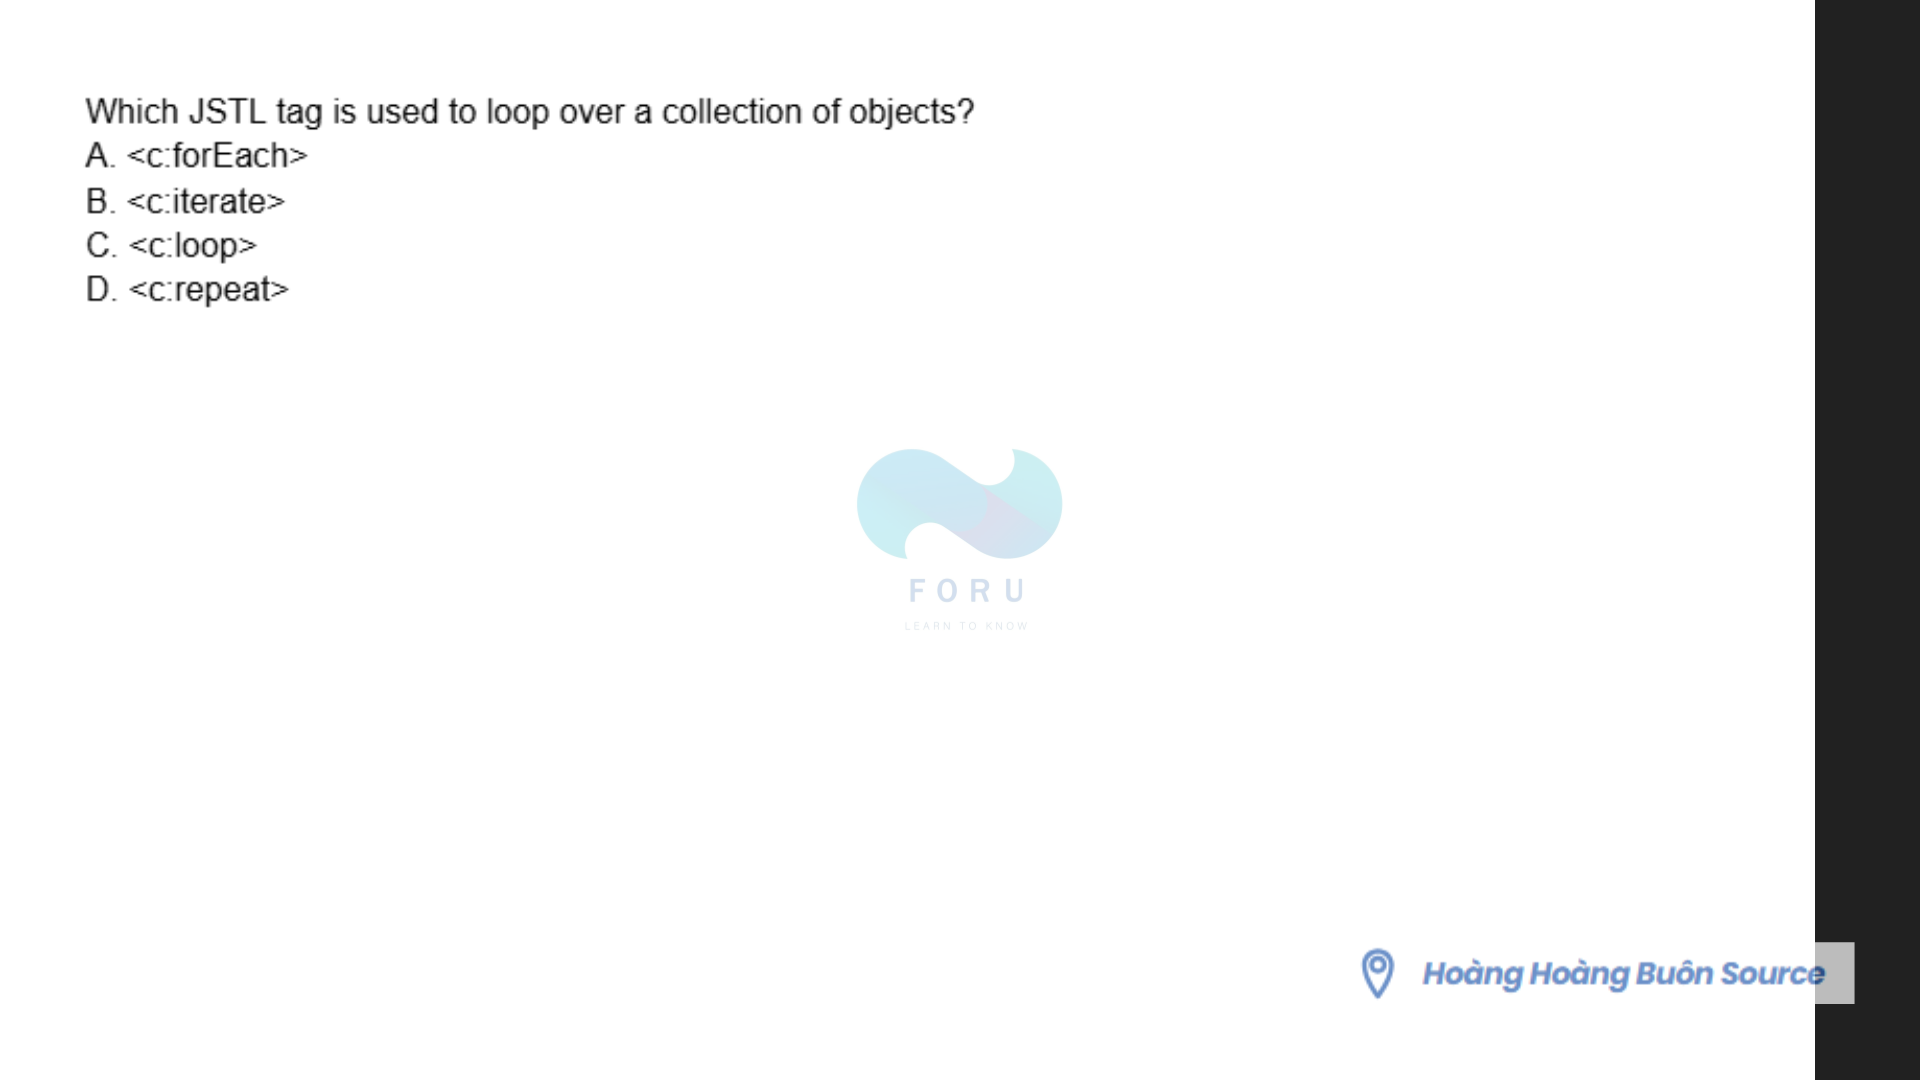 Which JSTL tag is used to loop over a collection of objects?
A. <c:forEach>
B. <c:iterate>
C. <c:loop>
D. <c:repeat>
FORU
LEARN TO KNOW
Hoàng Hoàng Buôn Source